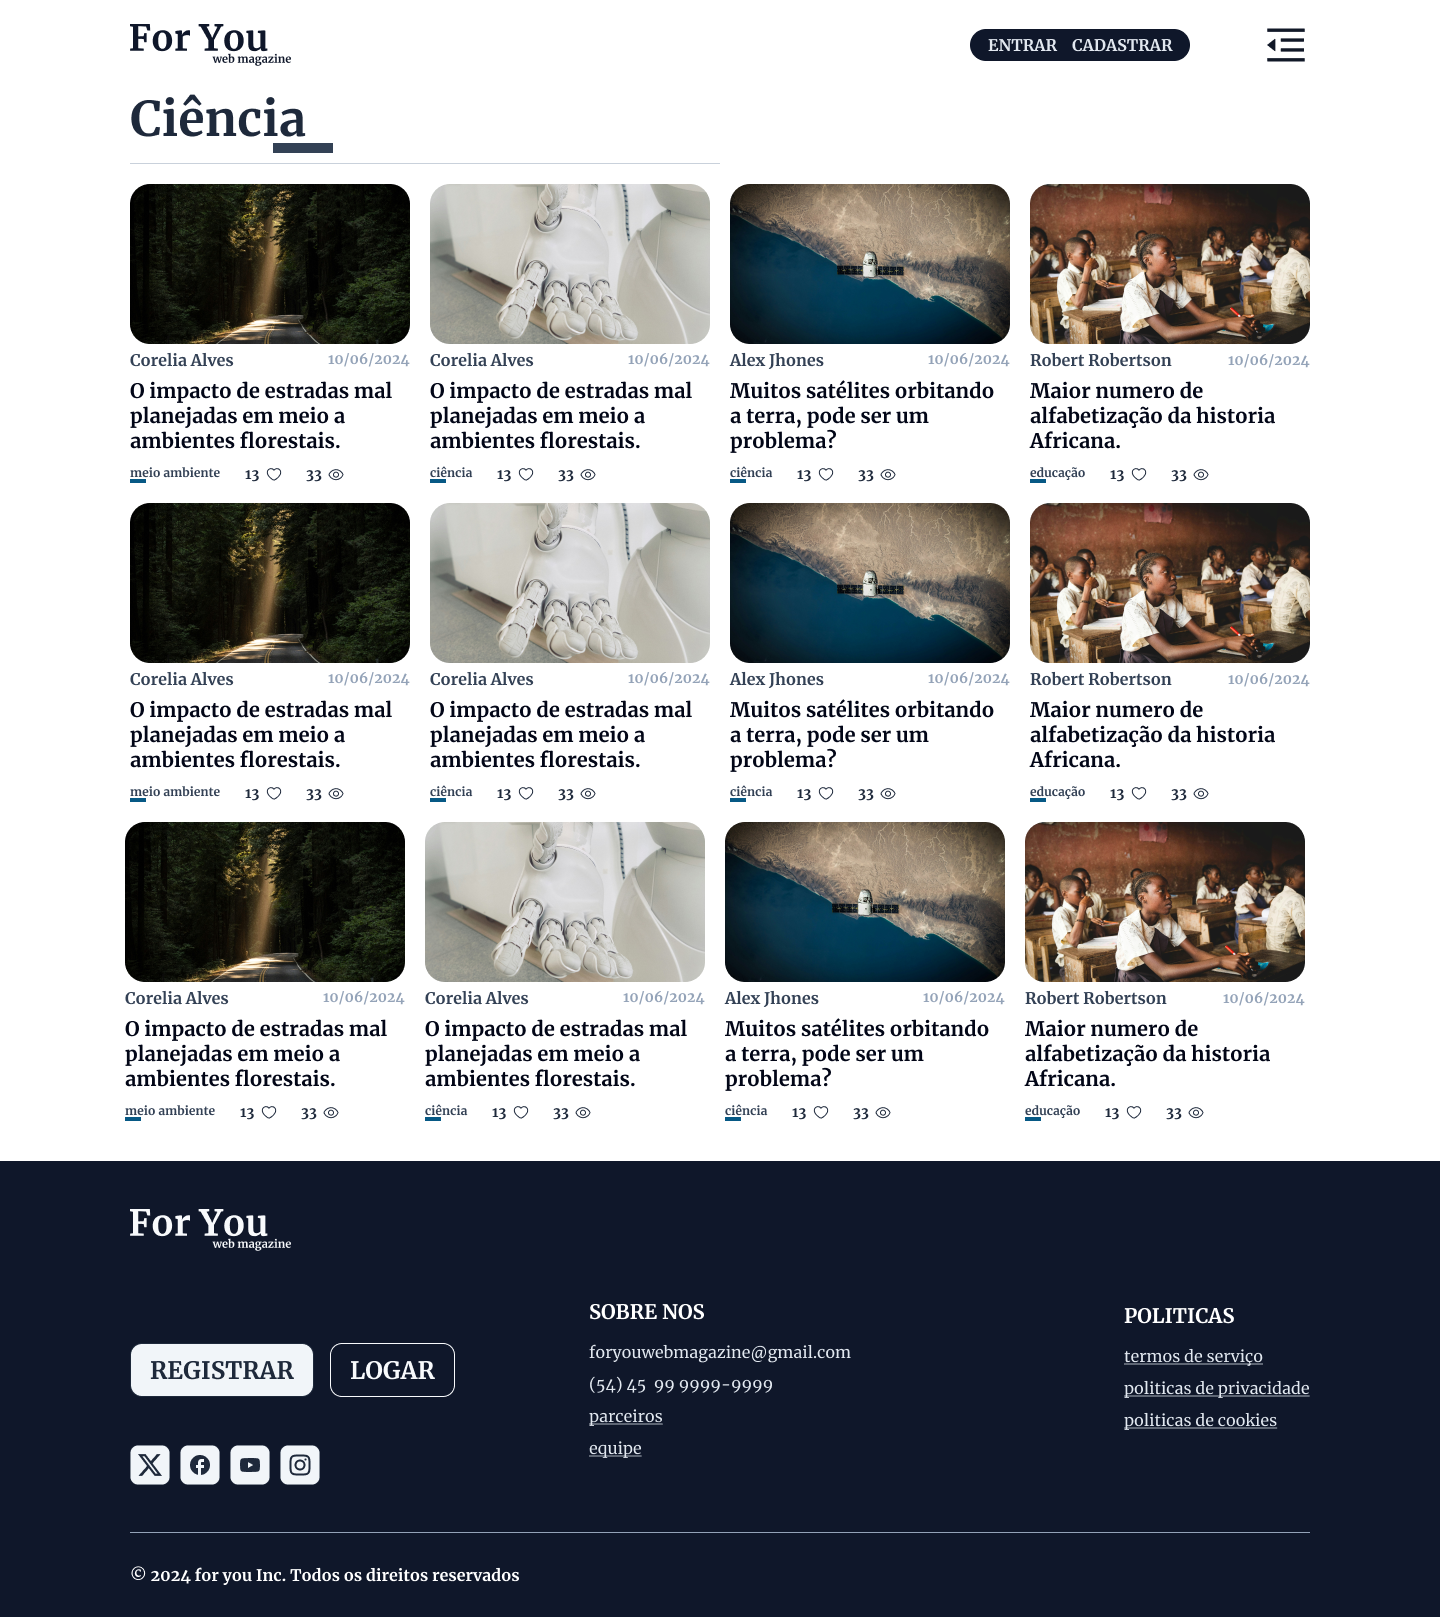 For You
web magazine
ENTRAR CADASTRAR
Ciência
Corelia Alves 10/06/2024
O impacto de estradas mal
planejadas em meio a
ambientes florestais.
meio ambiente 13 33
Corelia Alves 10/06/2024
O impacto de estradas mal
planejadas em meio a
ambientes florestais.
ciência 13 33
Alex Jhones 10/06/2024
Muitos satélites orbitando
a terra, pode ser um
problema?
ciência 13 33
Robert Robertson 10/06/2024
Maior numero de
alfabetização da historia
Africana.
educação 13 33
Corelia Alves 10/06/2024
O impacto de estradas mal
planejadas em meio a
ambientes florestais.
meio ambiente 13 33
Corelia Alves 10/06/2024
O impacto de estradas mal
planejadas em meio a
ambientes florestais.
ciência 13 33
Alex Jhones 10/06/2024
Muitos satélites orbitando
a terra, pode ser um
problema?
ciência 13 33
Robert Robertson 10/06/2024
Maior numero de
alfabetização da historia
Africana.
educação 13 33
Corelia Alves 10/06/2024
O impacto de estradas mal
planejadas em meio a
ambientes florestais.
meio ambiente 13 33
Corelia Alves 10/06/2024
O impacto de estradas mal
planejadas em meio a
ambientes florestais.
ciência 13 33
Alex Jhones 10/06/2024
Muitos satélites orbitando
a terra, pode ser um
problema?
ciência 13 33
Robert Robertson 10/06/2024
Maior numero de
alfabetização da historia
Africana.
educação 13 33
For You
web magazine
REGISTRAR LOGAR
SOBRE NOS
foryouwebmagazine@gmail.com
(54) 45 99 9999-9999
parceiros
equipe
POLITICAS
termos de serviço
politicas de privacidade
politicas de cookies
© 2024 for you Inc. Todos os direitos reservados